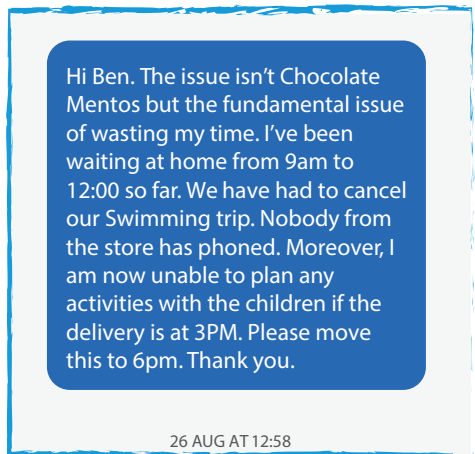 Hi Ben. The issue isn’t Chocolate
Mentos but the fundamental issue
of wasting my time. I’ve been
waiting at home from 9am to
12:00 so far. We have had to cancel
our Swimming trip. Nobody from
the store has phoned. Moreover, I
am now unable to plan any
activities with the children if the
delivery is at 3PM. Please move
this to 6pm. Thank you.
26 AUG AT 12:58